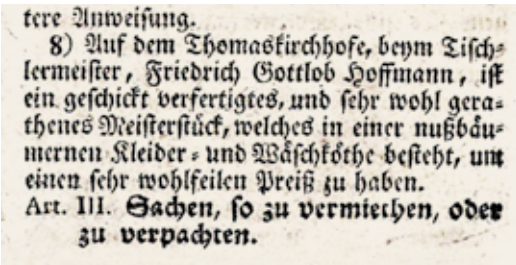 tere Anweisung.
8) Auf dem Thomaskirchhofe, beym Tisch-
lermeister, Friedrich Gottlob Hoffmann, ist
ein geschickt verfertigtes, und sehr wohl gera-
thenes Meisterstück, welches in einer nußbäu-
mernen Kleider- und Wäschköthe besteht, um
einen sehr wohlfeilen Preiß zu haben.
Art. III. Sachen, so zu vermiethen, oder
zu verpachten.